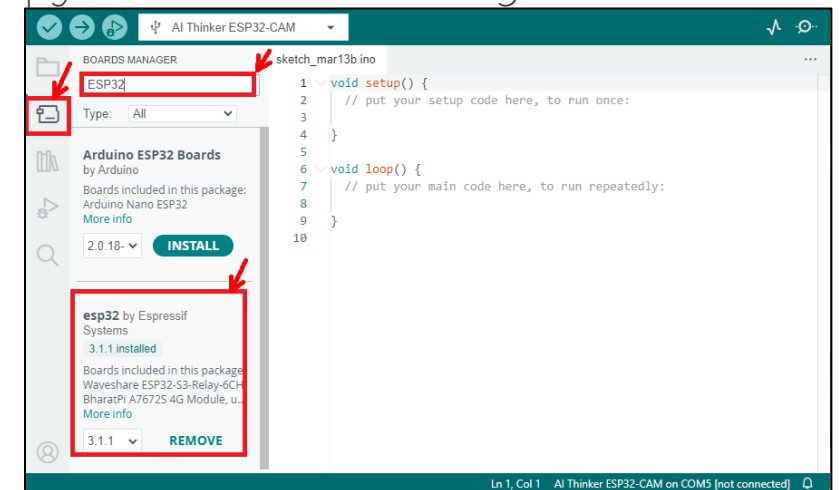 AI Thinker ESP32-CAM
BOARDS MANAGER
ESP32
Type: All
Arduino ESP32 Boards
by Arduino
Boards included in this package:
Arduino Nano ESP32
More info
2.0.18-
INSTALL
esp32 by Espressif
Systems
3.1.1 installed
Boards included in this package
Waveshare ESP32-S3-Relay-6CH
BharatPi A7672S 4G Module, u..
More info
3.1.1
REMOVE
sketch_mar13b.ino
1 void setup() {
2 // put your setup code here, to run once:
3
4 }
5
6 void loop() {
7 // put your main code here, to run repeatedly:
8
9 }
10
Ln 1, Col 1 AI Thinker ESP32-CAM on COM5 [not connected]